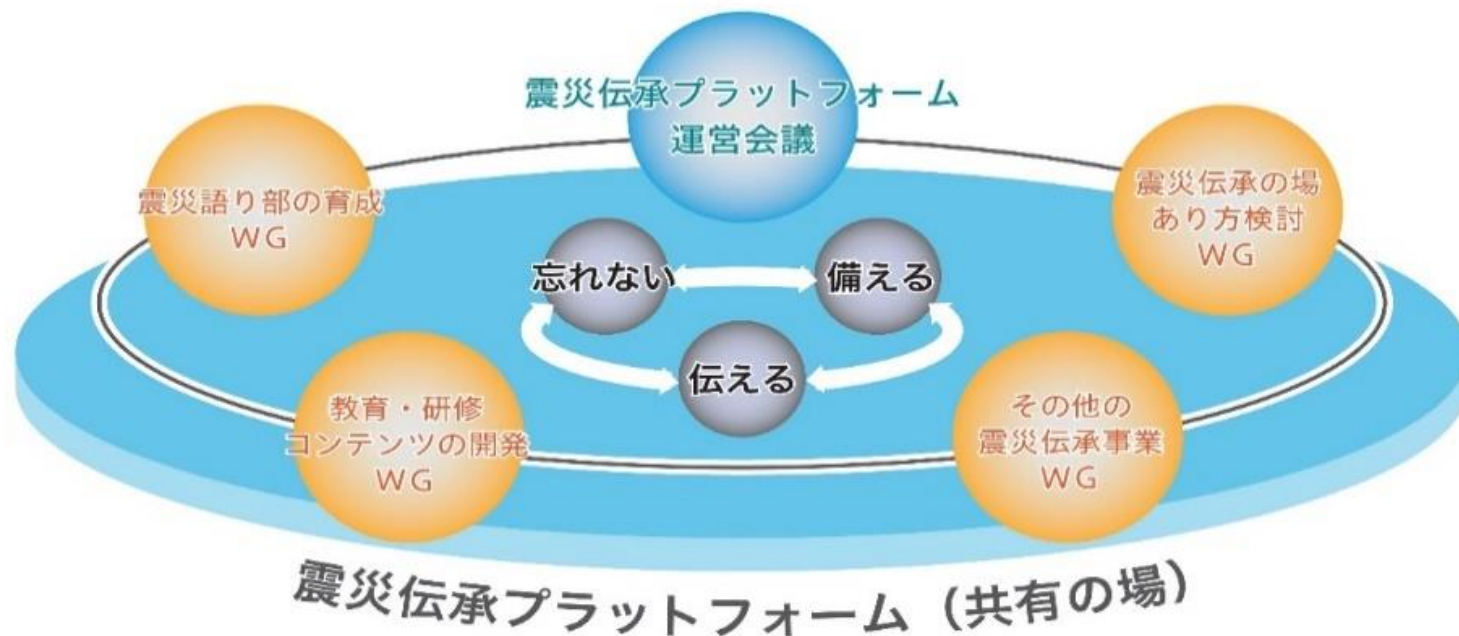 震災伝承プラットフォーム
運営会議
震災語り部の育成
WG
震災伝承の場
あり方検討
WG
忘れない
備える
伝える
教育・研修
コンテンツの開発
WG
その他の
震災伝承事業
WG
震災伝承プラットフォーム（共有の場）